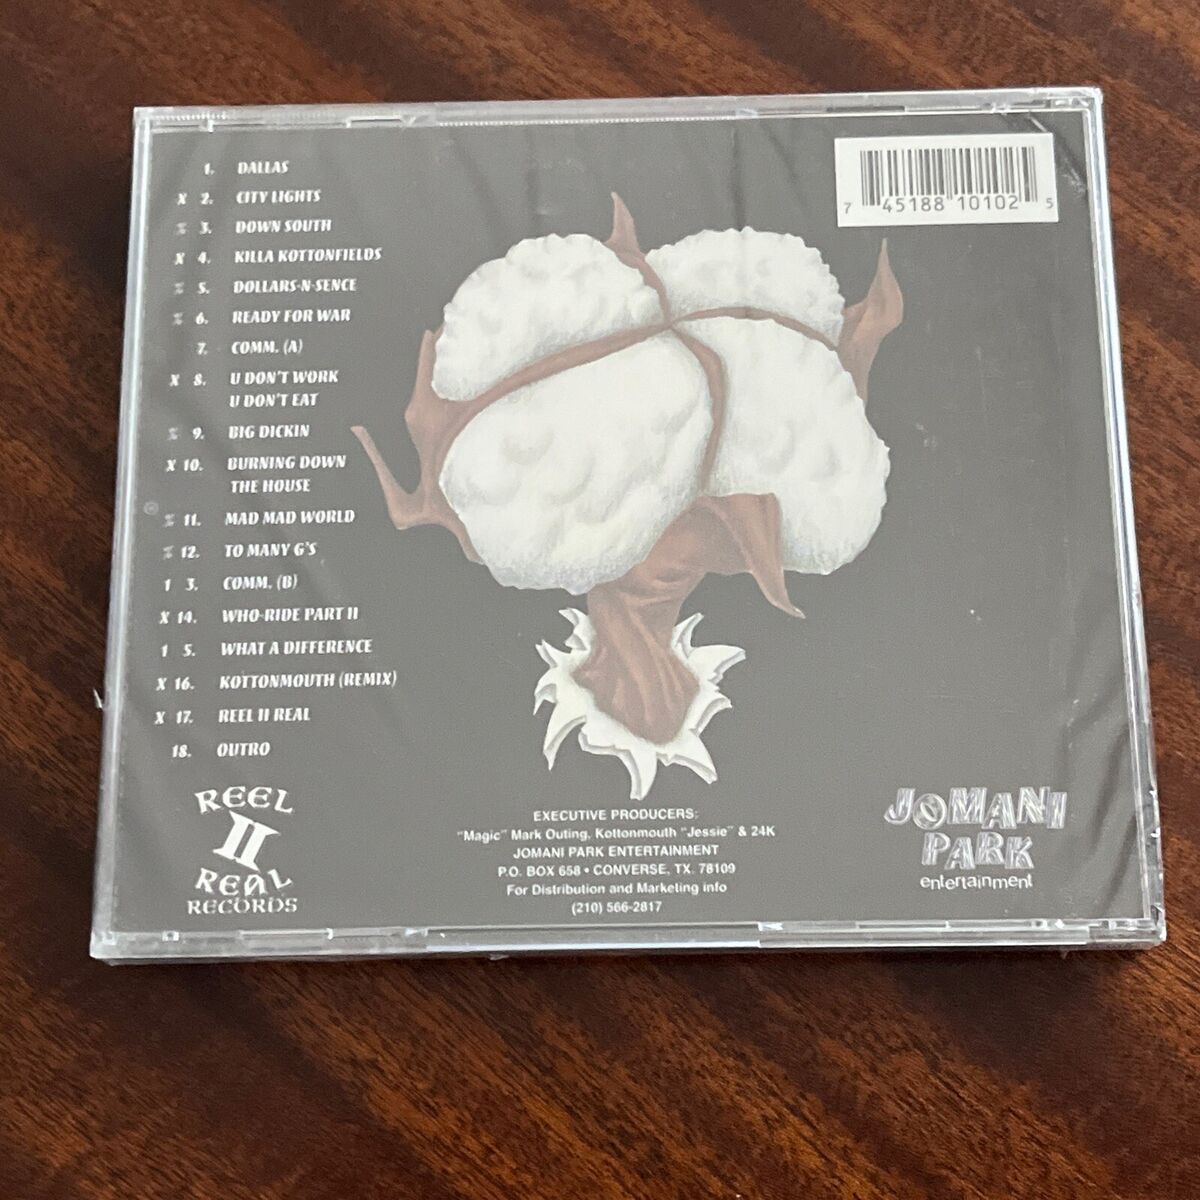 1. DALLAS
X 2. CITY LIGHTS
% 3. DOWN SOUTH
X 4. KILLA KOTTONFIELDS
% 5. DOLLARS-N-SENCE
% 6. READY FOR WAR
7. COMM. (A)
X 8. U DON'T WORK
U DON'T EAT
% 9. BIG DICKIN
X 10. BURNING DOWN
THE HOUSE
% 11. MAD MAD WORLD
% 12. TO MANY G'S
1 3. COMM. (B)
X 14. WHO-RIDE PART II
1 5. WHAT A DIFFERENCE
X 16. KOTTONMOUTH (REMIX)
X 17. REEL II REAL
18. OUTRO
7 45188 10102 5
REEL
II
REAL
RECORDS
EXECUTIVE PRODUCERS:
"Magic" Mark Outing, Kottonmouth "Jessie" & 24K
JOMANI PARK ENTERTAINMENT
P.O. BOX 658 • CONVERSE, TX. 78109
For Distribution and Marketing info
(210) 566-2817
JOMANI
PARK
entertainment